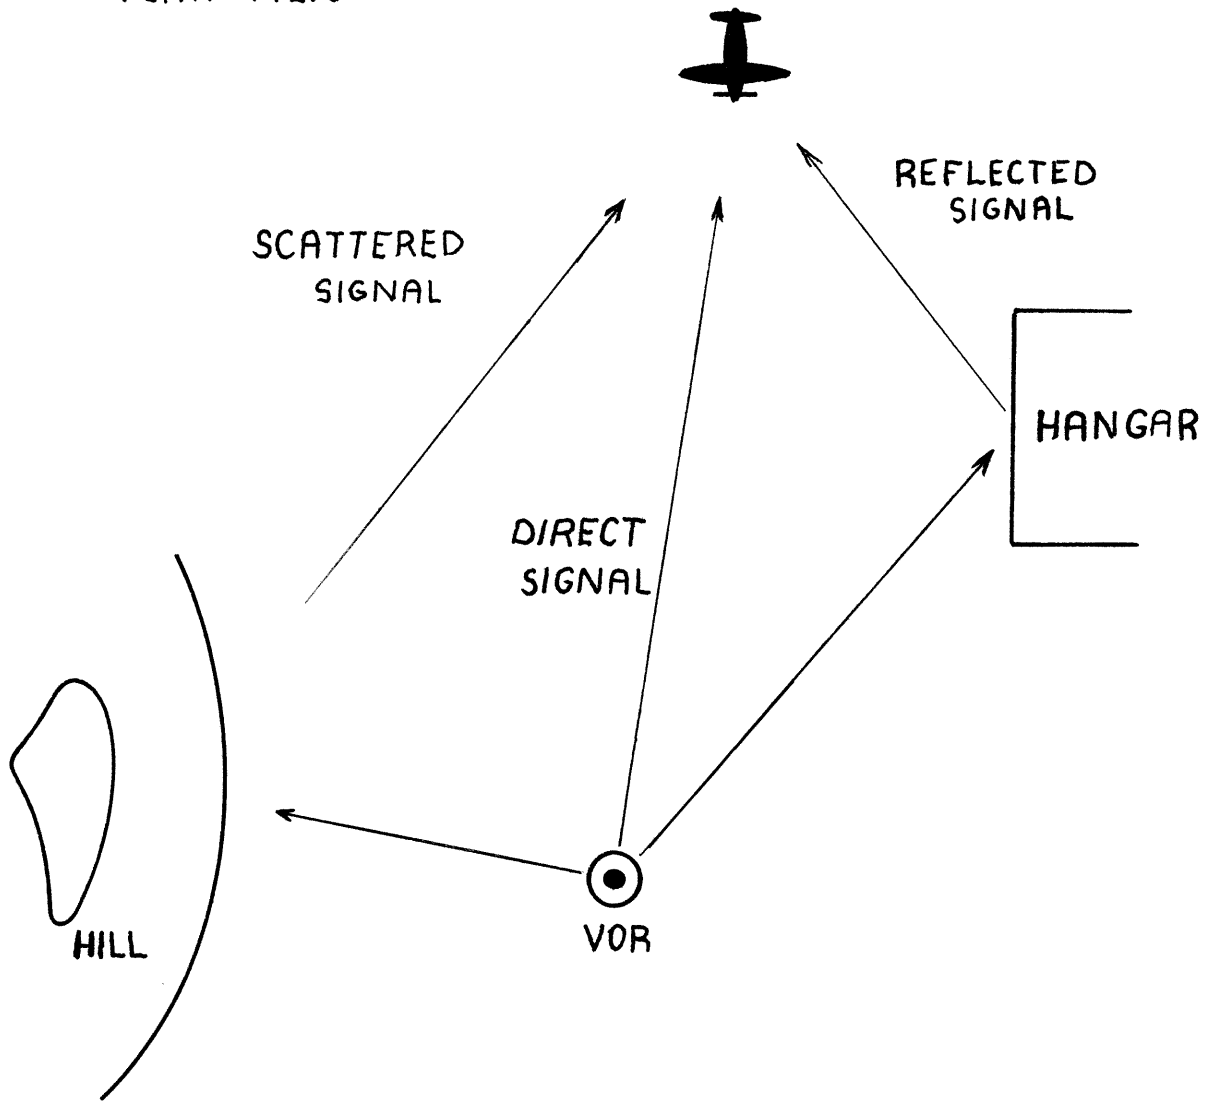 REFLECTED
SIGNAL
SCATTERED
SIGNAL
HANGAR
DIRECT
SIGNAL
VOR
HILL